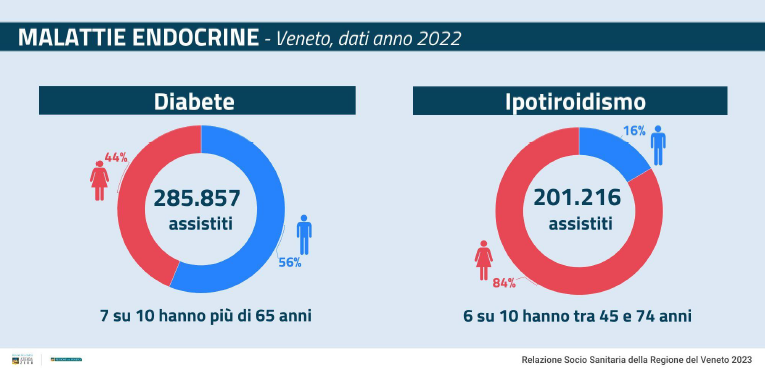 MALATTIE ENDOCRINE - Veneto, dati anno 2022
Diabete
44%
285.857
assistiti
56%
7 su 10 hanno più di 65 anni
Ipotiroidismo
16%
201.216
assistiti
84%
6 su 10 hanno tra 45 e 74 anni
Relazione Socio Sanitaria della Regione del Veneto 2023